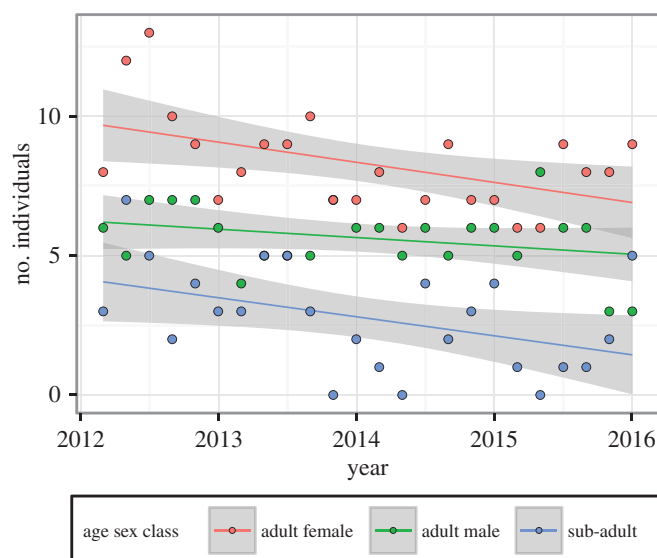 10
5
0
no. individuals
2012 2013 2014 2015 2016
year
age sex class adult female adult male sub-adult